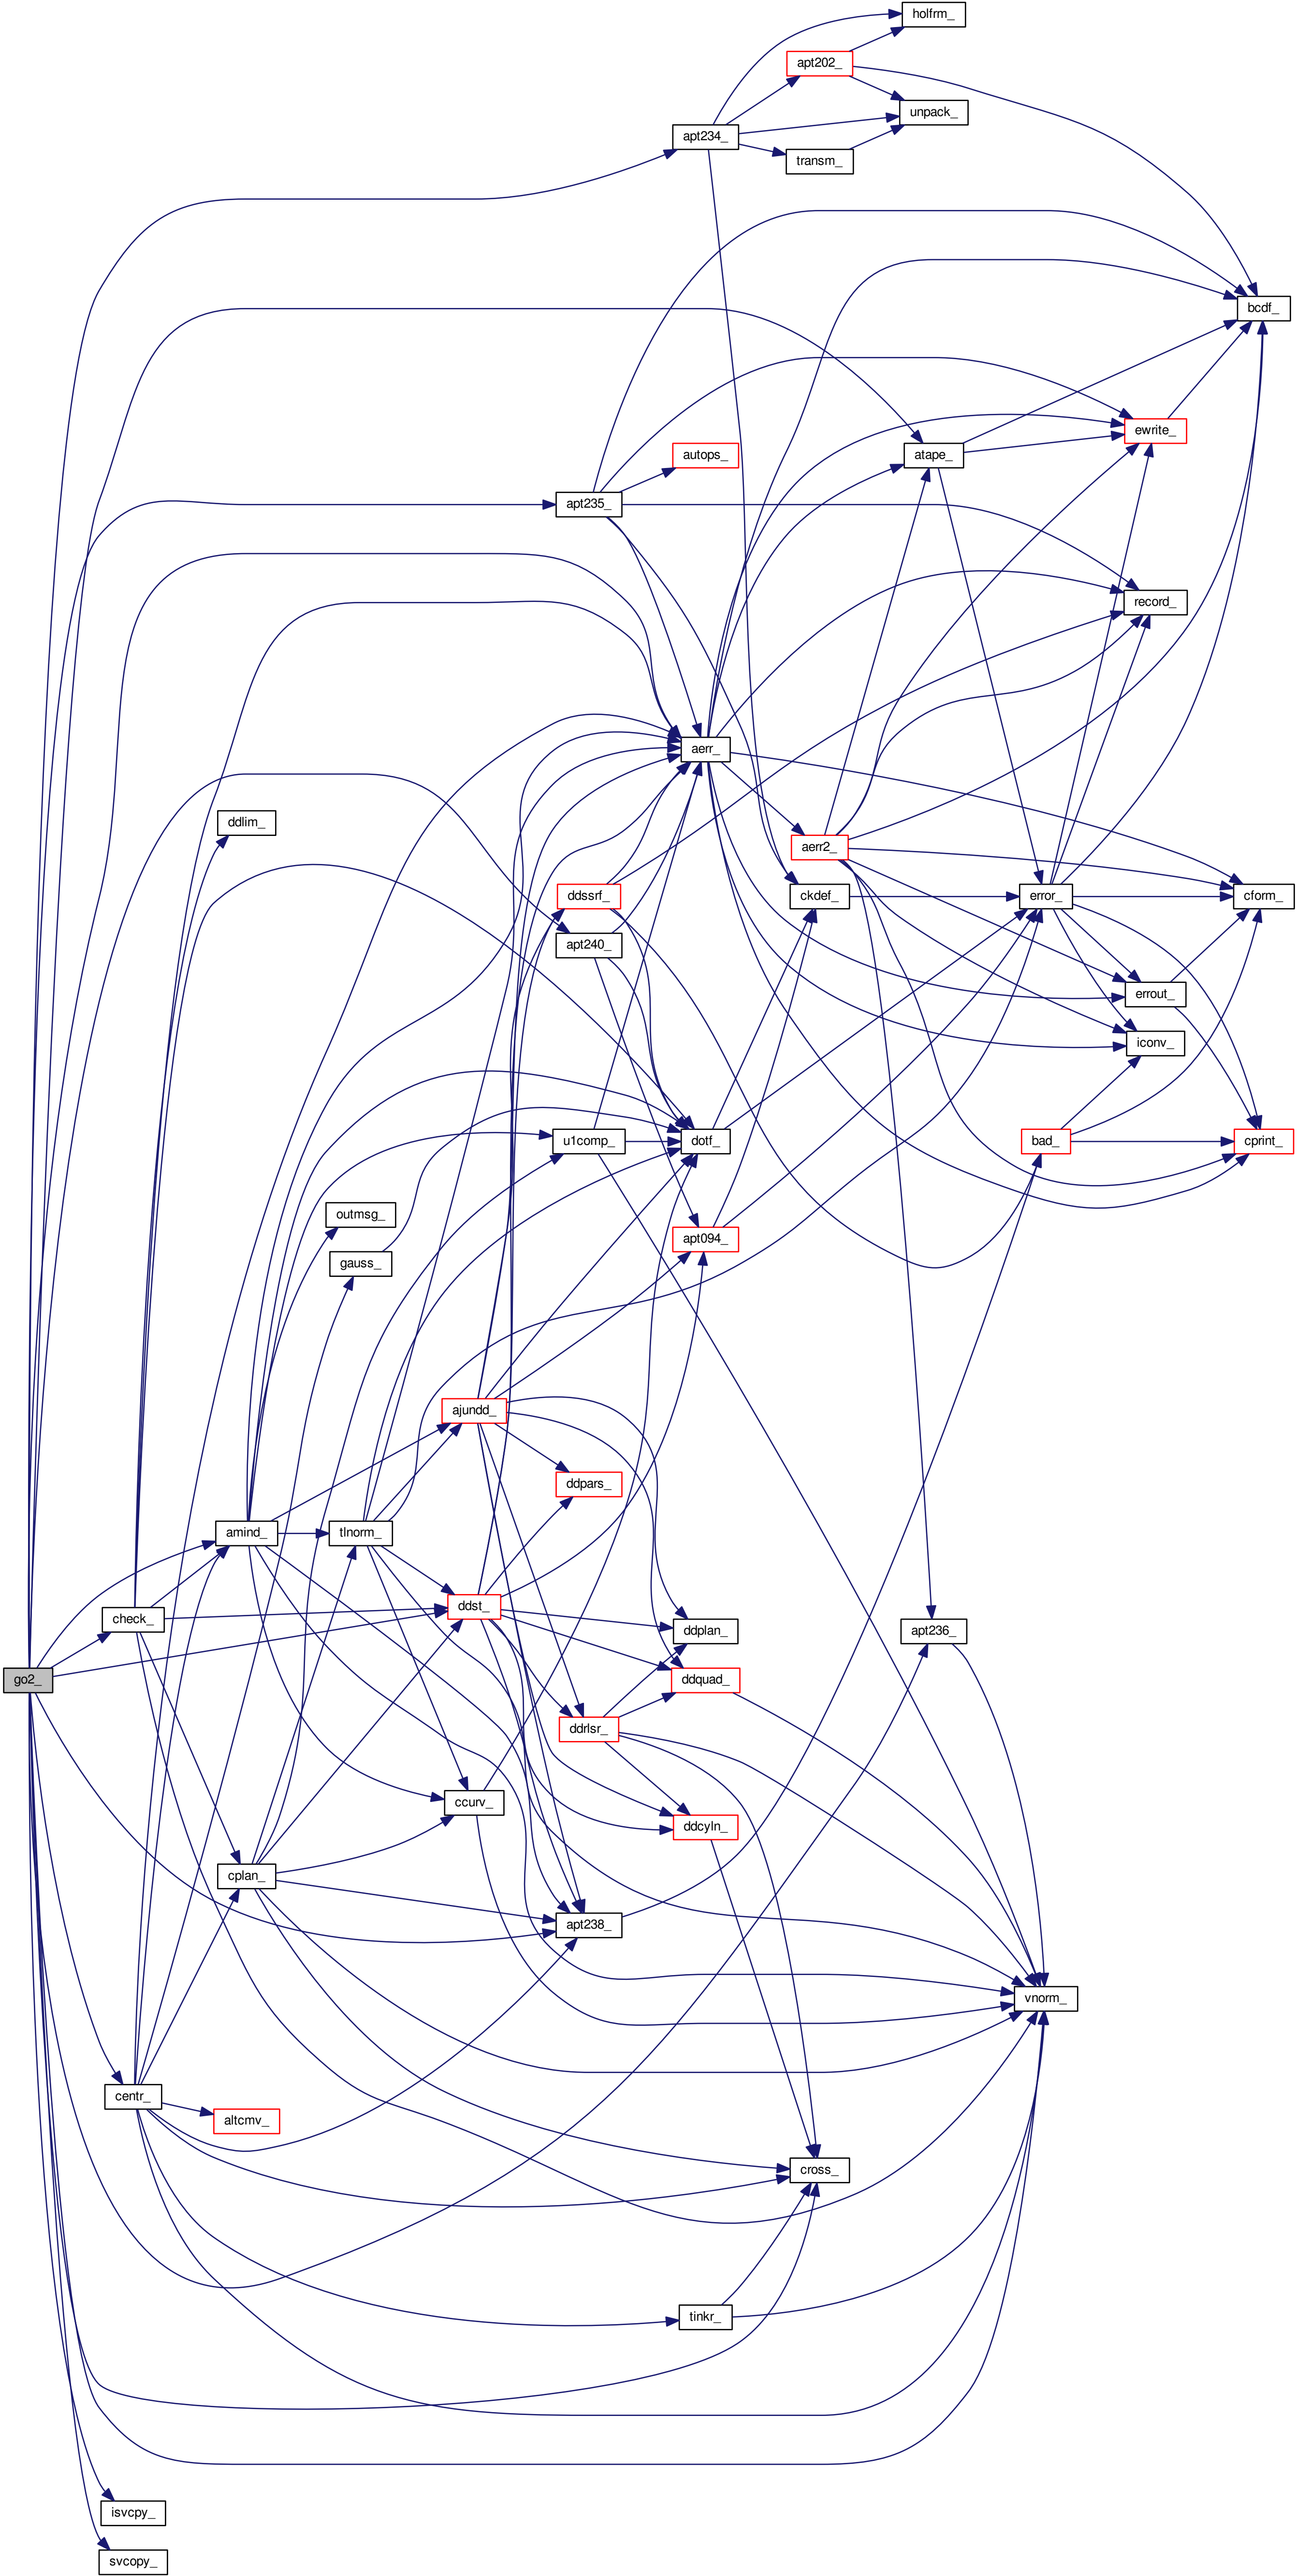 holfrm_
apt202_
unpack_
apt234_
transm_
bcdf_
ewrite_
autops_
atape_
apt235_
record_
aerr_
ddlim_
aerr2_
ddssrf_
ckdef_
error_
cform_
apt240_
errout_
iconv_
u1comp_
dotf_
bad_
cprint_
outmsg_
apt094_
gauss_
ajundd_
ddpars_
amind_
tlnorm_
ddst_
check_
ddplan_
apt236_
go2_
ddquad_
ddrlsr_
ccurv_
ddcyln_
cplan_
apt238_
vnorm_
centr_
altcmv_
cross_
tinkr_
isvcpy_
svcopy_